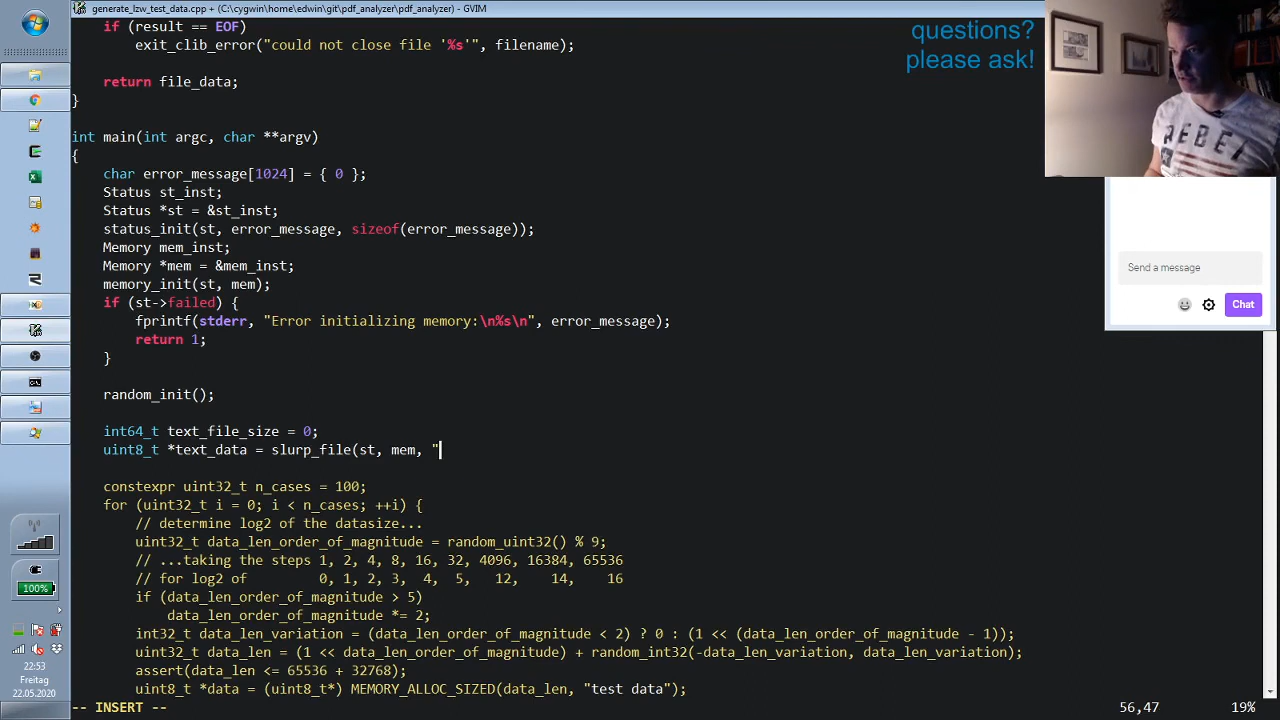 generate_lzw_test_data.cpp + (C:\cygwin\home\edwin\git\pdf_analyzer\pdf_analyzer) - GVIM
if (result == EOF)
exit_clib_error("could not close file '%s'", filename);
return file_data;
}
int main(int argc, char **argv)
{
char error_message[1024] = { 0 };
Status st_inst;
Status *st = &st_inst;
status_init(st, error_message, sizeof(error_message));
Memory mem_inst;
Memory *mem = &mem_inst;
memory_init(st, mem);
if (st->failed) {
fprintf(stderr, "Error initializing memory:\n%s\n", error_message);
return 1;
}
random_init();
int64_t text_file_size = 0;
uint8_t *text_data = slurp_file(st, mem, "
constexpr uint32_t n_cases = 100;
for (uint32_t i = 0; i < n_cases; ++i) {
// determine log2 of the datasize...
uint32_t data_len_order_of_magnitude = random_uint32() % 9;
// ...taking the steps 1, 2, 4, 8, 16, 32, 4096, 16384, 65536
// for log2 of 0, 1, 2, 3, 4, 5, 12, 14, 16
if (data_len_order_of_magnitude > 5)
data_len_order_of_magnitude *= 2;
int32_t data_len_variation = (data_len_order_of_magnitude < 2) ? 0 : (1 << (data_len_order_of_magnitude - 1));
uint32_t data_len = (1 << data_len_order_of_magnitude) + random_int32(-data_len_variation, data_len_variation);
assert(data_len <= 65536 + 32768);
uint8_t *data = (uint8_t*) MEMORY_ALLOC_SIZED(data_len, "test data");
-- INSERT --
56,47
19%
questions?
please ask!
REBEL
Send a message
Chat
100%
22:53
Freitag
22.05.2020